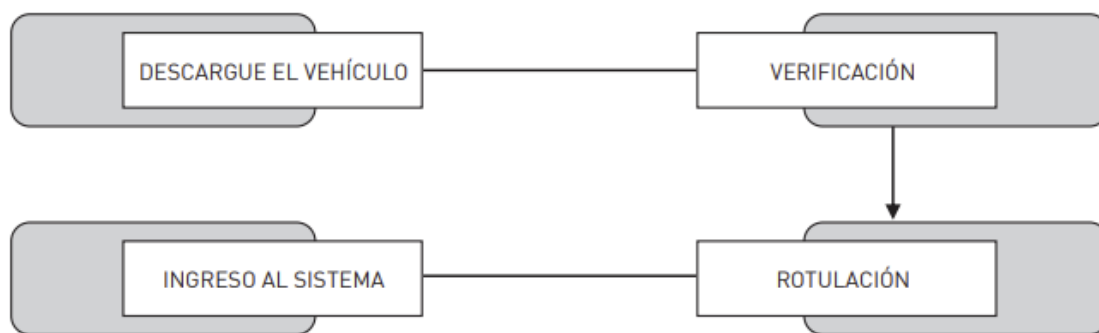 DESCARGUE EL VEHÍCULO
VERIFICACIÓN
INGRESO AL SISTEMA
ROTULACIÓN